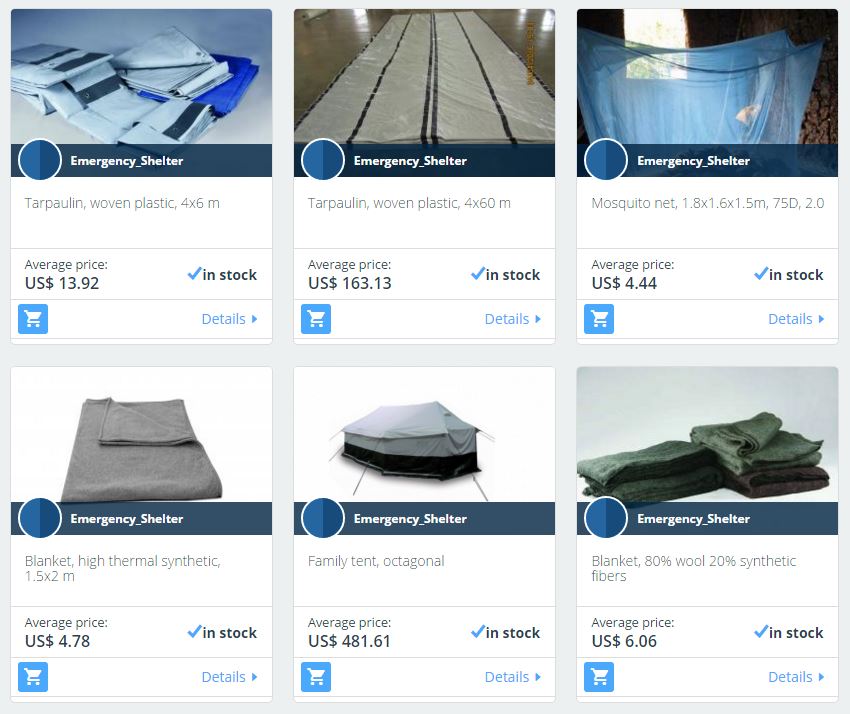 Emergency_Shelter
Tarpaulin, woven plastic, 4x6 m
Average price:
US$ 13.92
in stock
Details
Emergency_Shelter
Tarpaulin, woven plastic, 4x60 m
Average price:
US$ 163.13
in stock
Details
Emergency_Shelter
Mosquito net, 1.8x1.6x1.5m, 75D, 2.0
Average price:
US$ 4.44
in stock
Details
Emergency_Shelter
Blanket, high thermal synthetic,
1.5x2 m
Average price:
US$ 4.78
in stock
Details
Emergency_Shelter
Family tent, octagonal
Average price:
US$ 481.61
in stock
Details
Emergency_Shelter
Blanket, 80% wool 20% synthetic
fibers
Average price:
US$ 6.06
in stock
Details